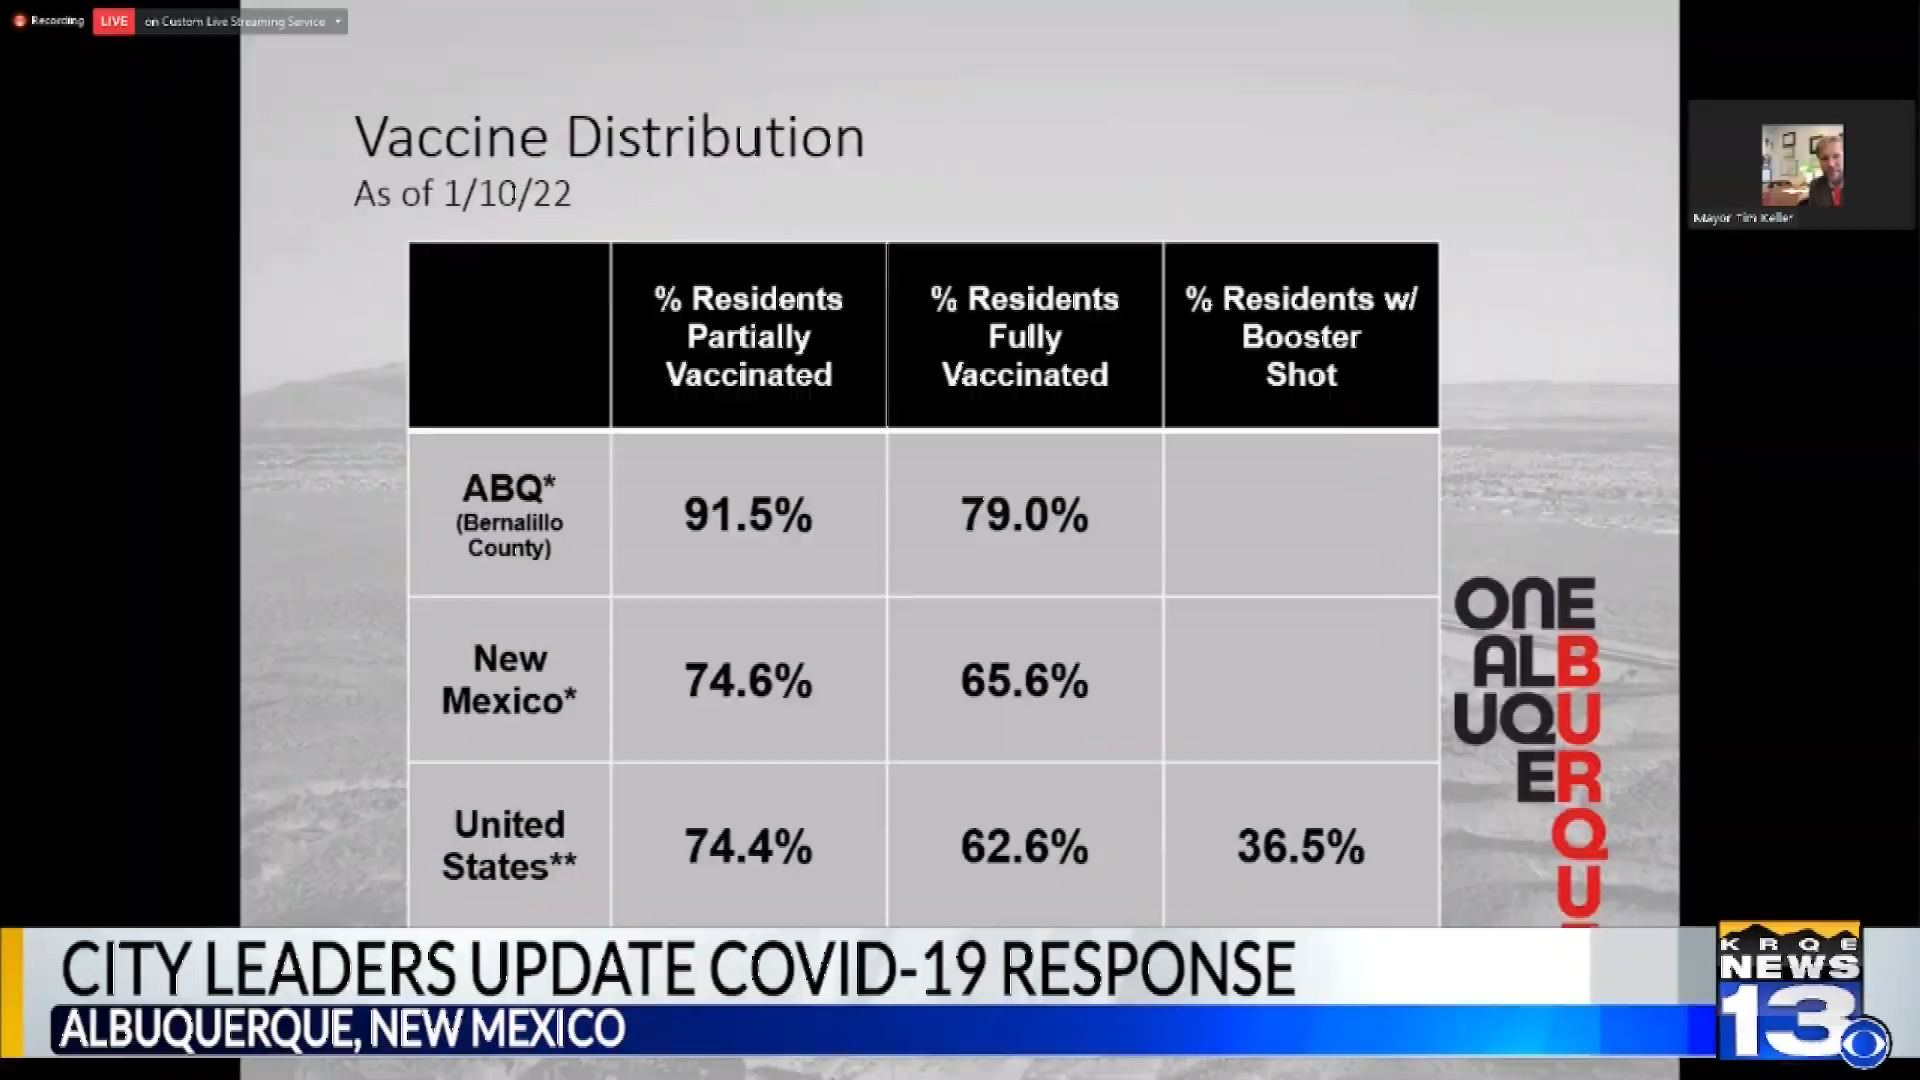 Recording
LIVE on Custom Live Streaming Service
Vaccine Distribution
As of 1/10/22
% Residents Partially Vaccinated
% Residents Fully Vaccinated
% Residents w/ Booster Shot
ABQ*
(Bernalillo County)
91.5%
79.0%
New Mexico*
74.6%
65.6%
United States**
74.4%
62.6%
36.5%
Mayor Tim Keller
ONE
ALB
UQU
ER
Q
U
CITY LEADERS UPDATE COVID-19 RESPONSE
ALBUQUERQUE, NEW MEXICO
KRQE
NEWS
13